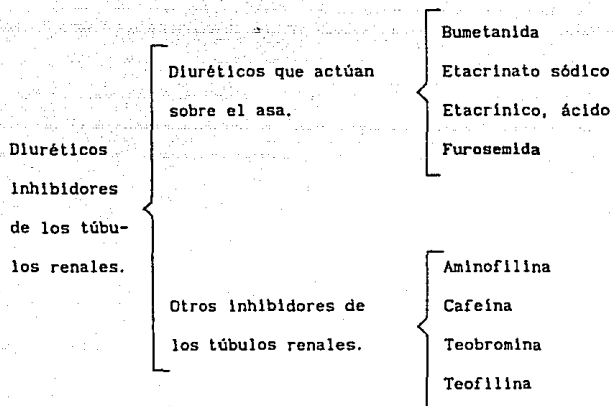 Diuréticos
inhibidores
de los túbu-
los renales.
Diuréticos que actúan
sobre el asa.
Bumetanida
Etacrinato sódico
Etacrínico, ácido
Furosemida
Otros inhibidores de
los túbulos renales.
Aminofilina
Cafeína
Teobromina
Teofilina